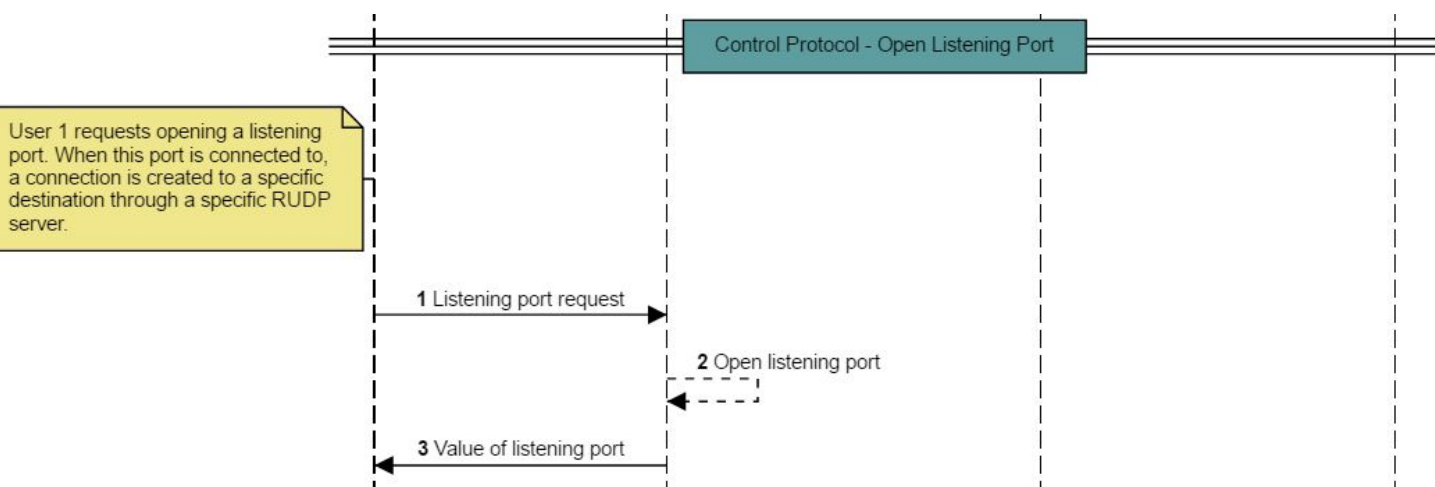 Control Protocol - Open Listening Port
User 1 requests opening a listening
port. When this port is connected to,
a connection is created to a specific
destination through a specific RUDP
server.
1 Listening port request
2 Open listening port
3 Value of listening port